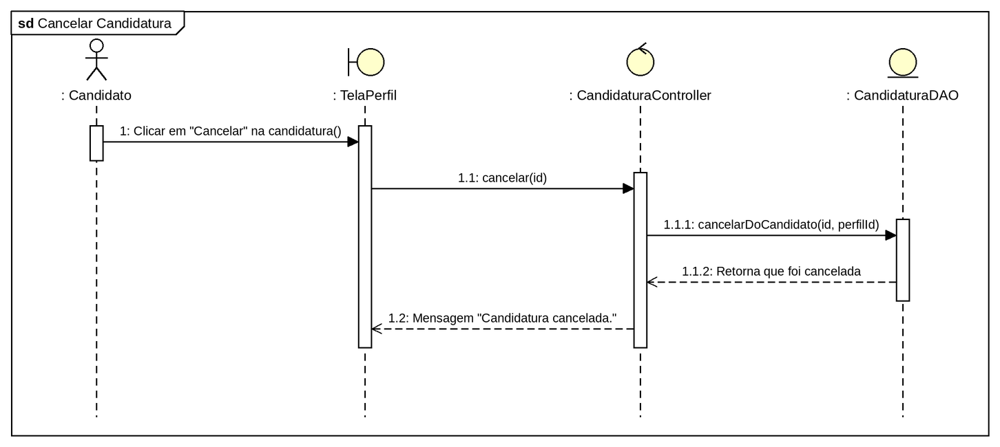 sd Cancelar Candidatura
: Candidato
: TelaPerfil
: CandidaturaController
: CandidaturaDAO
1: Clicar em "Cancelar" na candidatura()
1.1: cancelar(id)
1.1.1: cancelarDoCandidato(id, perfilId)
1.1.2: Retorna que foi cancelada
1.2: Mensagem "Candidatura cancelada."